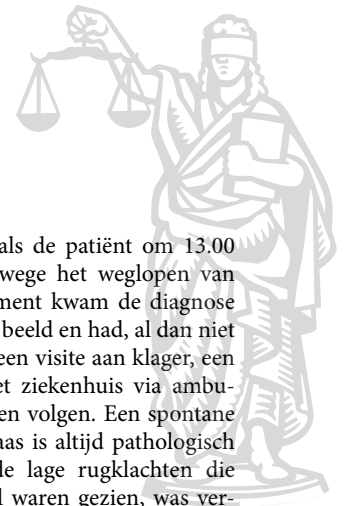 als de patiënt om 13.00
wege het weglopen van
ment kwam de diagnose
beeld en had, al dan niet
een visite aan klager, een
et ziekenhuis via ambu-
en volgen. Een spontane
aas is altijd pathologisch
de lage rugklachten die
l waren gezien, was ver-